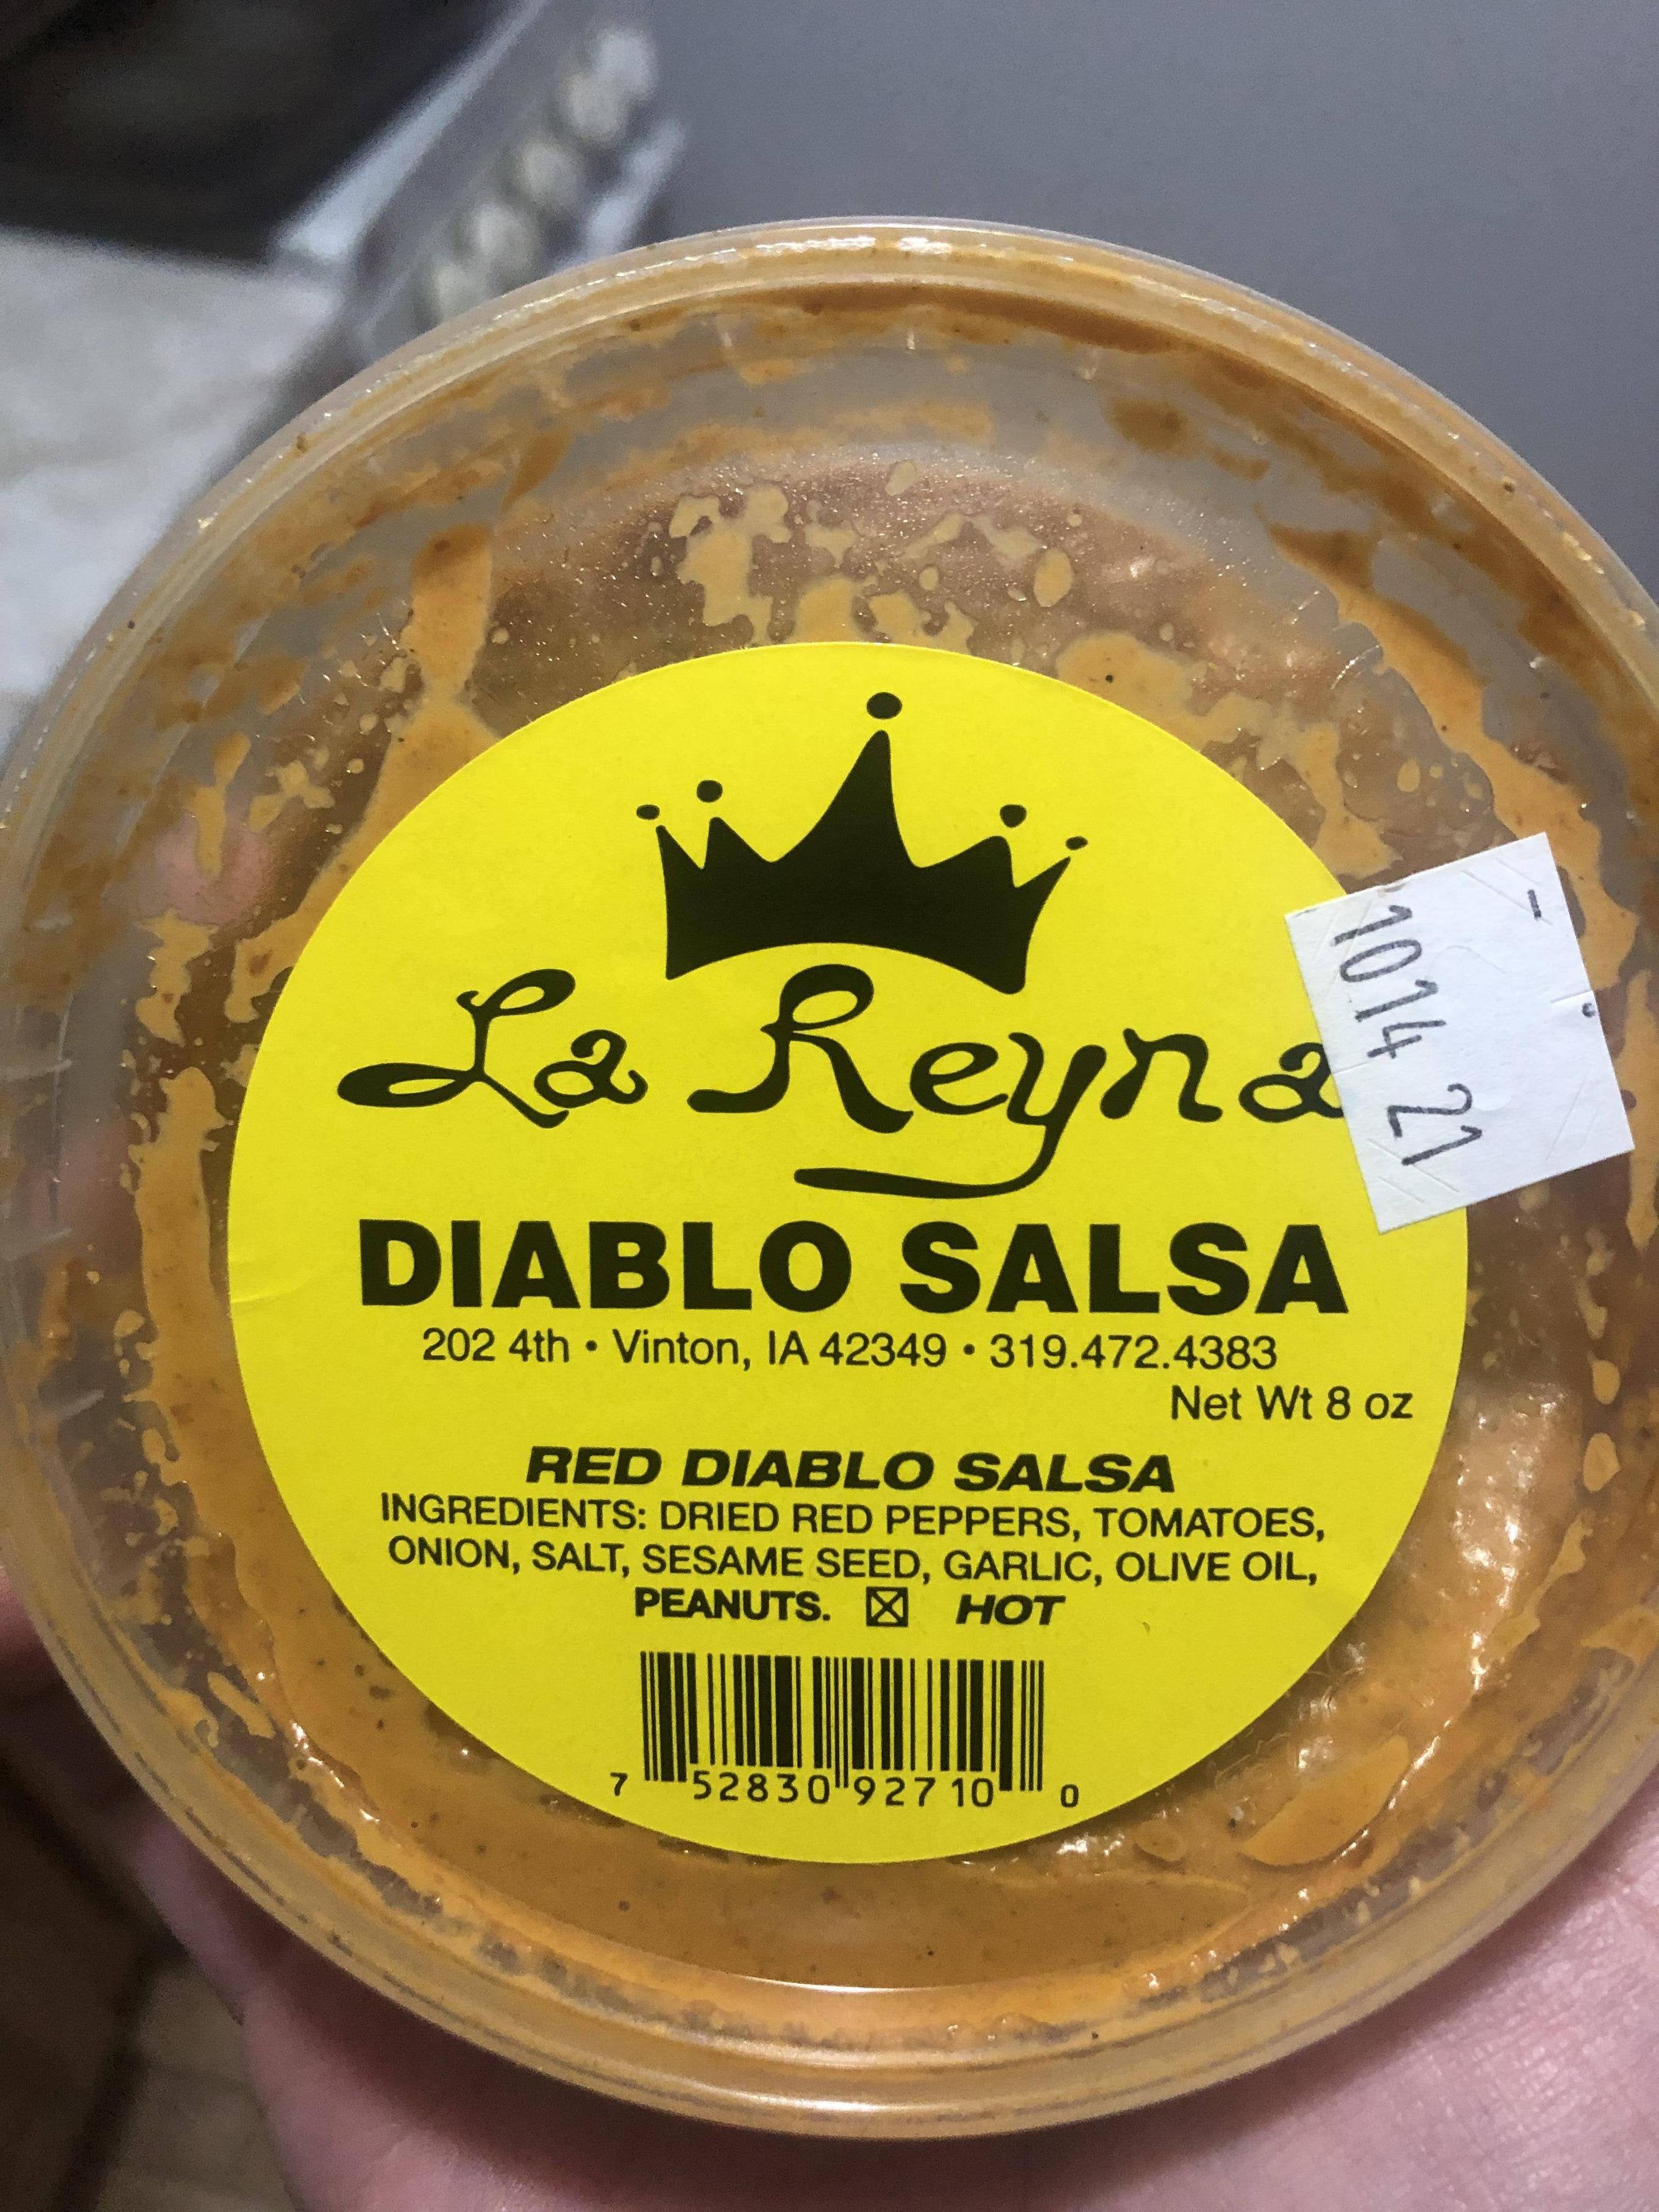 La Reyna
1014 21
DIABLO SALSA
202 4th • Vinton, IA 42349 • 319.472.4383
Net Wt 8 oz
RED DIABLO SALSA
INGREDIENTS: DRIED RED PEPPERS, TOMATOES,
ONION, SALT, SESAME SEED, GARLIC, OLIVE OIL,
PEANUTS. ☒ HOT
7 52830 92710 0